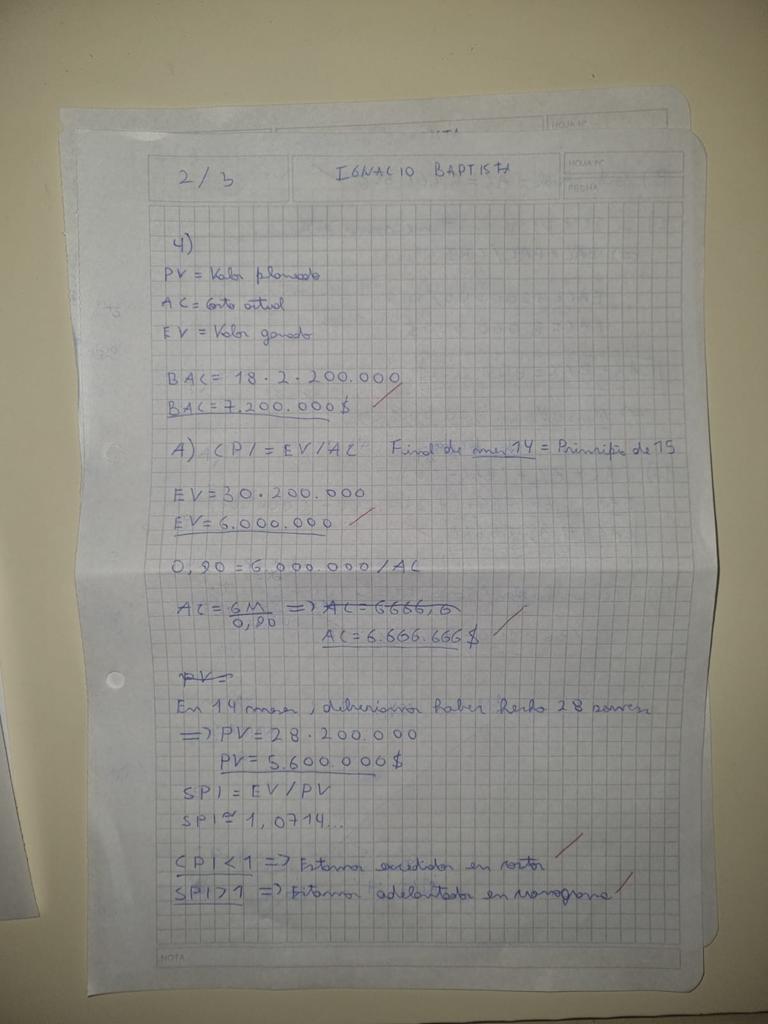 HOJA Nº
2/3
IGNACIO BAPTISTA
HOJA Nº
FECHA
4)
PV = Valor planeado
AC = Costo actual
EV = Valor ganado
BAC = 18 · 2 · 200.000
BAC = 7.200.000$
A) CPI = EV/AC Final de mes 14 = Principio de 15
EV = 30 · 200.000
EV = 6.000.000
0,90 = 6.000.000/AC
AC = 6M/0,90 => AC = 6666,6
AC = 6.666.666$
PV =
En 14 meses, deberiamos haber hecho 28
=> PV = 28 · 200.000
PV = 5.600.000$
SPI = EV/PV
SPI ≅ 1,0714...
CPI < 1 => Estamos excedidos en costos
SPI > 1 => Estamos adelantados en cronograma
NOTA